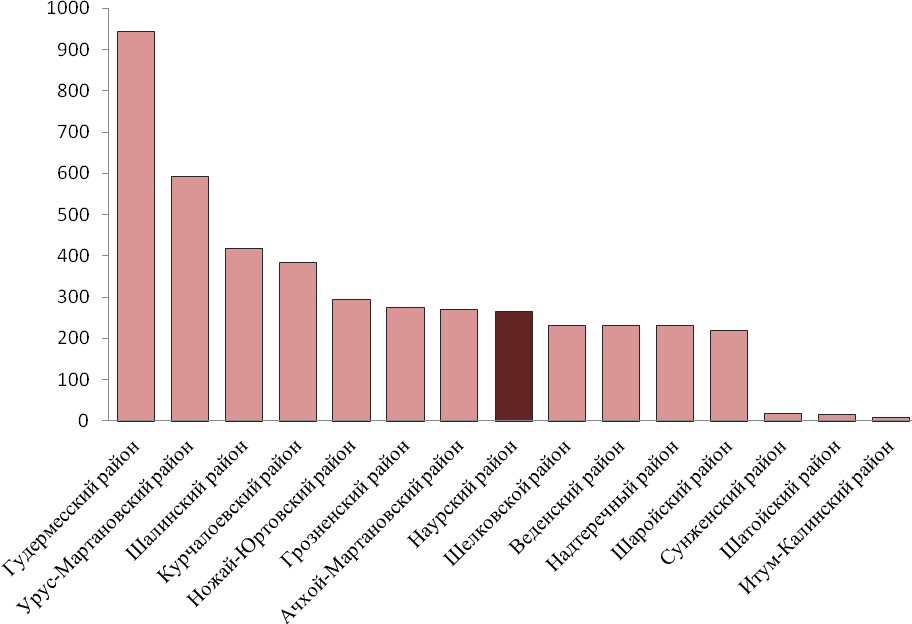 1000
900
800
700
600
500
400
300
200
100
0
Гудермесский район
Урус-Мартановский район
Шалинский район
Курчалоевский район
Ножай-Юртовский район
Грозненский район
Ачхой-Мартановский район
Наурский район
Шелковской район
Веденский район
Надтеречный район
Шаройский район
Сунженский район
Шатойский район
Итум-Калинский район